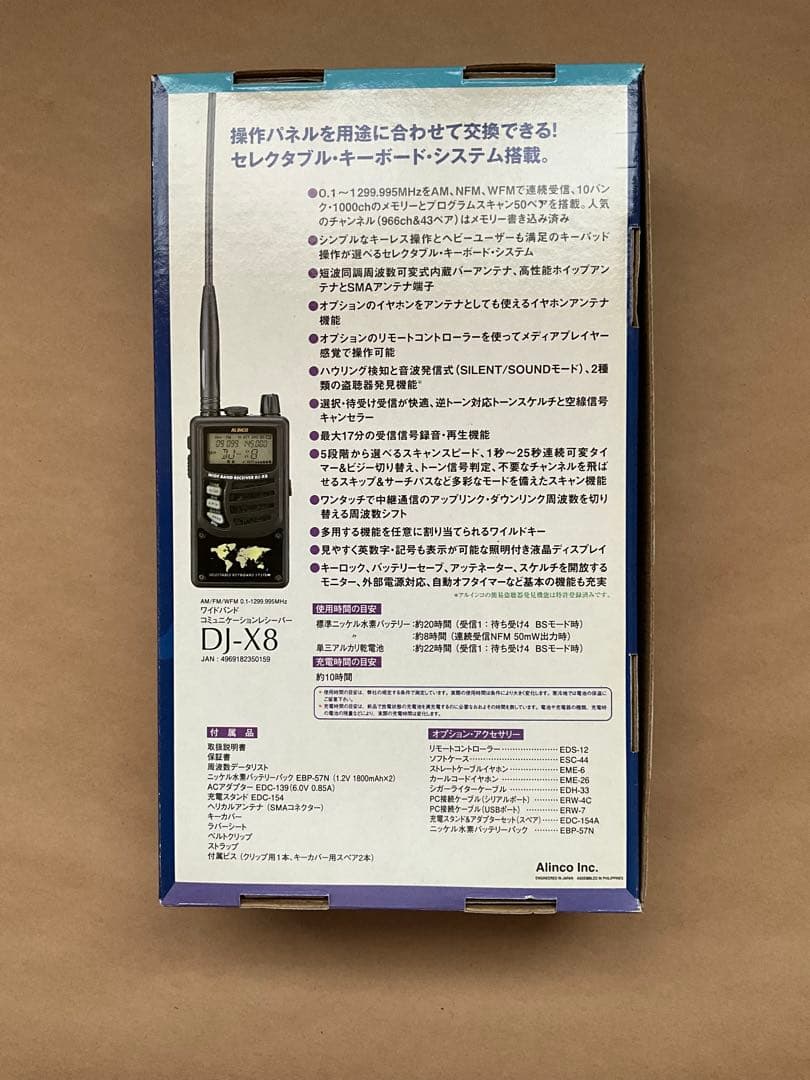 操作パネルを用途に合わせて交換できる!
セレクタブル・キーボード・システム搭載。
●0.1～1299.995MHzをAM、NFM、WFMで連続受信、10バン
ク・1000chのメモリーとプログラムスキャン50ペアを搭載。人気
のチャンネル(966ch&43ペア)はメモリー書き込み済み
●シンプルなキーレス操作とヘビーユーザーも満足のキーパッド
操作が選べるセレクタブル・キーボード・システム
●短波同調周波数可変式内蔵バーアンテナ、高性能ホイップアン
テナとSMAアンテナ端子
●オプションのイヤホンをアンテナとしても使えるイヤホンアンテナ
機能
●オプションのリモートコントローラーを使ってメディアプレイヤー
感覚で操作可能
●ハウリング検知と音波発信式(SILENT/SOUNDモード)、2種
類の盗聴器発見機能*
●選択・待受け受信が快適、逆トーン対応トーンスケルチと空線信号
キャンセラー
●最大17分の受信信号録音・再生機能
●5段階から選べるスキャンスピード、1秒～25秒連続可変タイ
マー&ビジー切り替え、トーン信号判定、不要なチャンネルを飛ば
せるスキップ&サーチパスなど多彩なモードを備えたスキャン機能
●ワンタッチで中継通信のアップリンク・ダウンリンク周波数を切り
替える周波数シフト
●多用する機能を任意に割り当てられるワイルドキー
●見やすく英数字・記号も表示が可能な照明付き液晶ディスプレイ
●キーロック、バッテリーセーブ、アッテネーター、スケルチを開放する
モニター、外部電源対応、自動オフタイマーなど基本の機能も充実
*アルインコの簡易盗聴器発見機能は特許登録済みです。
ALINCO
WIDE BAND RECEIVER DJ-X8
SELECTABLE KEYBOARD SYSTEM
AM/FM/WFM 0.1-1299.995MHz
ワイドバンド
コミュニケーションレシーバー
DJ-X8
JAN : 4969182350159
使用時間の目安
標準ニッケル水素バッテリー:約20時間(受信1:待ち受け4 BSモード時)
〃 :約8時間(連続受信NFM 50mW出力時)
単三アルカリ乾電池 :約22時間(受信1:待ち受け4 BSモード時)
充電時間の目安
約10時間
付属品
取扱説明書
保証書
周波数データリスト
ニッケル水素バッテリーパック EBP-57N (1.2V 1800mAh×2)
ACアダプター EDC-139(6.0V 0.85A)
充電スタンド EDC-154
ヘリカルアンテナ(SMAコネクター)
キーカバー
ラバーシート
ベルトクリップ
ストラップ
付属ビス(クリップ用1本、キーカバー用スペア2本)
オプション・アクセサリー
リモートコントローラー…………………… EDS-12
ソフトケース………………………………… ESC-44
ストレートケーブルイヤホン……………… EME-6
カールコードイヤホン……………………… EME-26
シガーライターケーブル…………………… EDH-33
PC接続ケーブル(シリアルポート)……… ERW-4C
PC接続ケーブル(USBポート)…………… ERW-7
充電スタンド&アダプターセット(スペア)…… EDC-154A
ニッケル水素バッテリーパック ………… EBP-57N
Alinco Inc.
ENGINEERED IN JAPAN ASSEMBLED IN PHILIPPINES